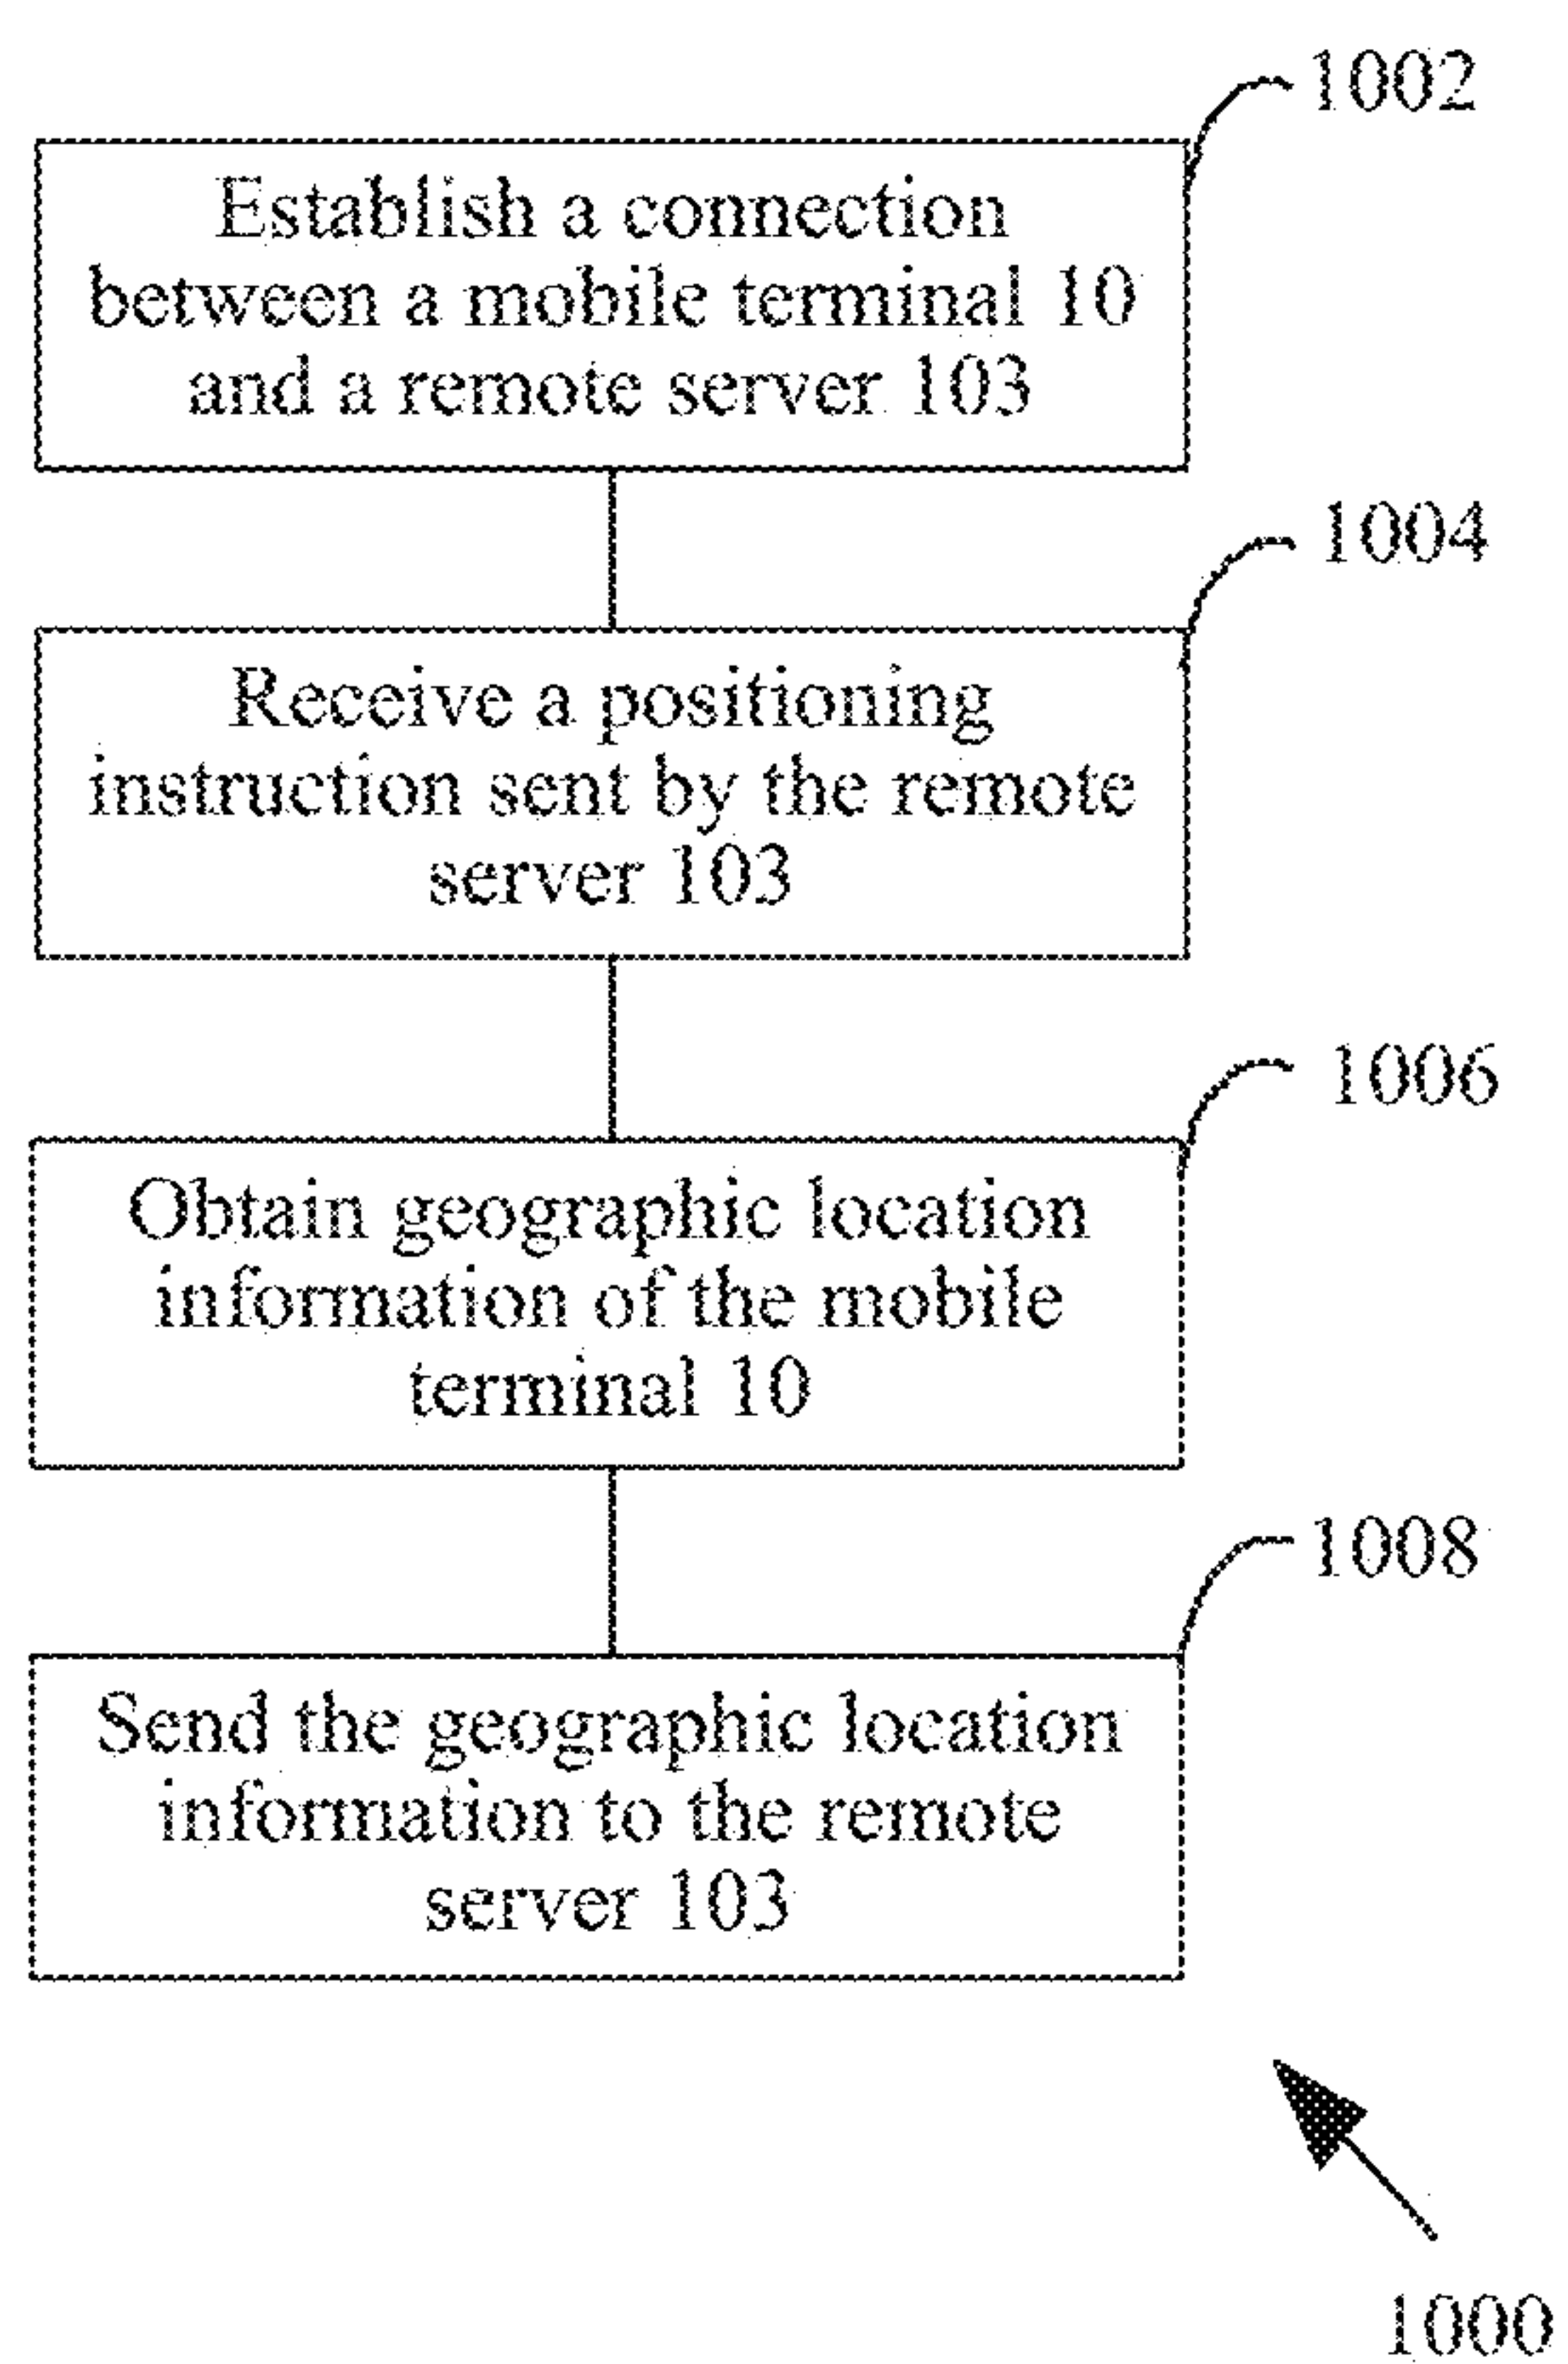 1002
Establish a connection
between a mobile terminal 10
and a remote server 103
1004
Receive a positioning
instruction sent by the remote
server 103
1006
Obtain geographic location
information of the mobile
terminal 10
1008
Send the geographic location
information to the remote
server 103
1000